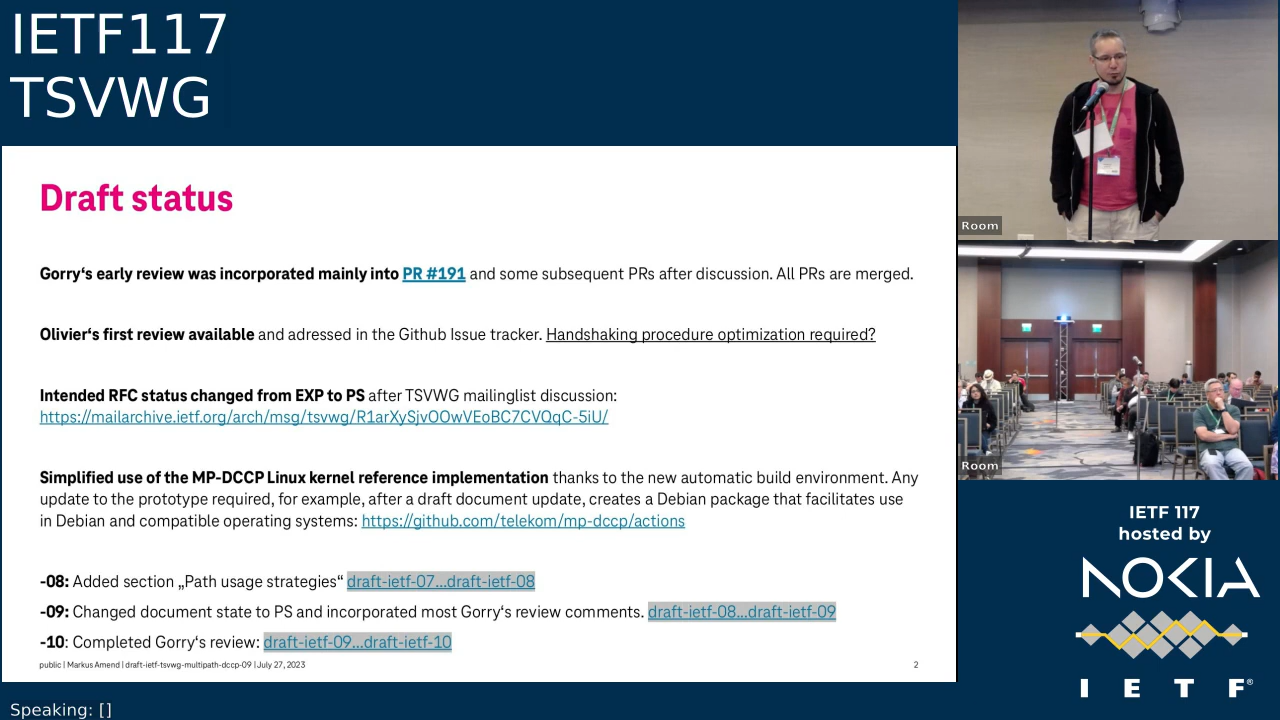 IETF117
TSVWG
Draft status
Gorry‘s early review was incorporated mainly into PR #191 and some subsequent PRs after discussion. All PRs are merged.
Olivier‘s first review available and adressed in the Github Issue tracker. Handshaking procedure optimization required?
Intended RFC status changed from EXP to PS after TSVWG mailinglist discussion:
https://mailarchive.ietf.org/arch/msg/tsvwg/R1arXySjvOOwVEoBC7CVQqC-5iU/
Simplified use of the MP-DCCP Linux kernel reference implementation thanks to the new automatic build environment. Any
update to the prototype required, for example, after a draft document update, creates a Debian package that facilitates use
in Debian and compatible operating systems: https://github.com/telekom/mp-dccp/actions
-08: Added section „Path usage strategies“ draft-ietf-07...draft-ietf-08
-09: Changed document state to PS and incorporated most Gorry‘s review comments. draft-ietf-08...draft-ietf-09
-10: Completed Gorry‘s review: draft-ietf-09...draft-ietf-10
public | Markus Amend | draft-ietf-tsvwg-multipath-dccp-09 | July 27, 2023
2
Room
Room
IETF 117
hosted by
NOKIA
I E T F®
Speaking: []